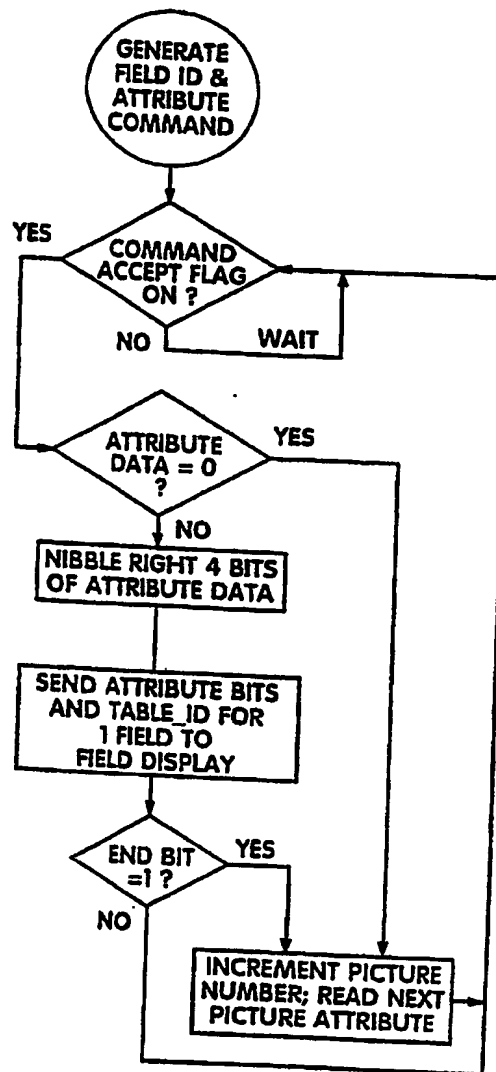 GENERATE
FIELD ID &
ATTRIBUTE
COMMAND
YES
COMMAND
ACCEPT FLAG
ON ?
NO
WAIT
ATTRIBUTE
DATA = 0
?
YES
NO
NIBBLE RIGHT 4 BITS
OF ATTRIBUTE DATA
SEND ATTRIBUTE BITS
AND TABLE_ID FOR
1 FIELD TO
FIELD DISPLAY
END BIT
=1 ?
YES
NO
INCREMENT PICTURE
NUMBER; READ NEXT
PICTURE ATTRIBUTE